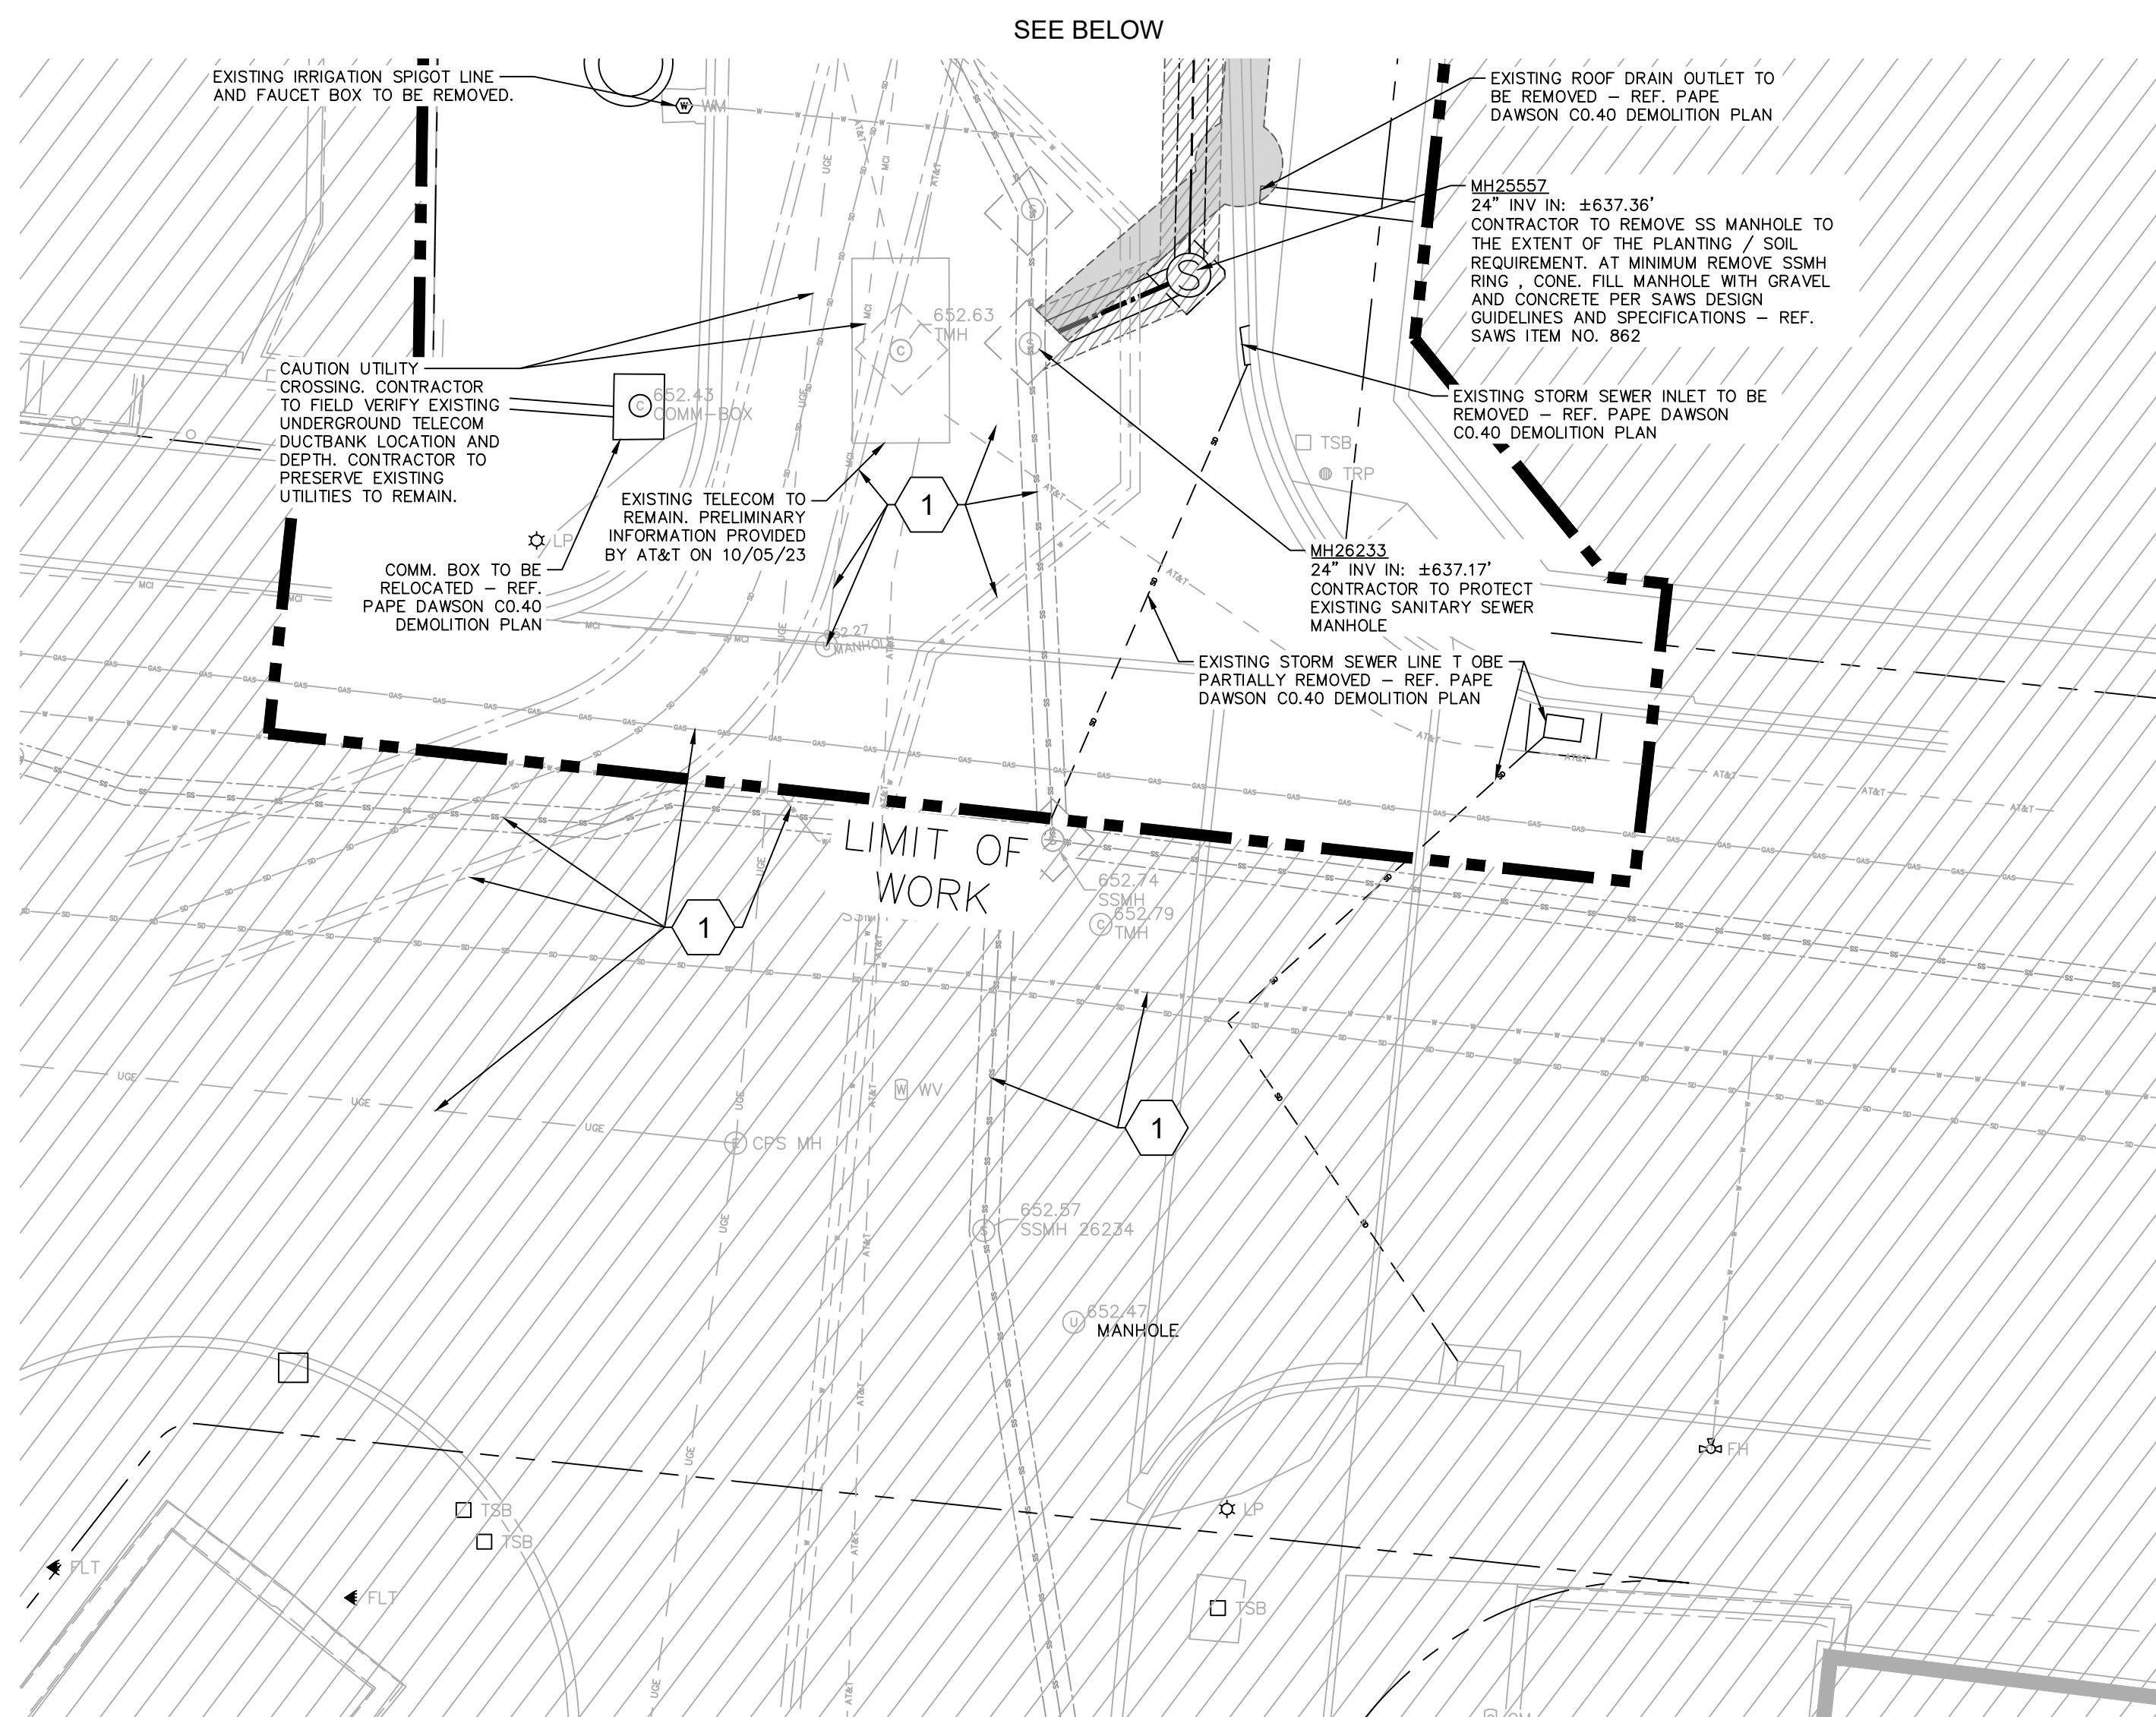 SEE BELOW
EXISTING IRRIGATION SPIGOT LINE
AND FAUCET BOX TO BE REMOVED.
W
WM
EXISTING ROOF DRAIN OUTLET TO
BE REMOVED – REF. PAPE
DAWSON C0.40 DEMOLITION PLAN
MH25557
24" INV IN: ±637.36'
CONTRACTOR TO REMOVE SS MANHOLE TO
THE EXTENT OF THE PLANTING / SOIL
REQUIREMENT. AT MINIMUM REMOVE SSMH
RING , CONE. FILL MANHOLE WITH GRAVEL
AND CONCRETE PER SAWS DESIGN
GUIDELINES AND SPECIFICATIONS – REF.
SAWS ITEM NO. 862
S
652.63
TMH
C
CAUTION UTILITY
CROSSING. CONTRACTOR
TO FIELD VERIFY EXISTING
UNDERGROUND TELECOM
DUCTBANK LOCATION AND
DEPTH. CONTRACTOR TO
PRESERVE EXISTING
UTILITIES TO REMAIN.
C
652.43
COMM-BOX
EXISTING STORM SEWER INLET TO BE
REMOVED – REF. PAPE DAWSON
C0.40 DEMOLITION PLAN
TSB
TRP
EXISTING TELECOM TO
REMAIN. PRELIMINARY
INFORMATION PROVIDED
BY AT&T ON 10/05/23
1
LP
COMM. BOX TO BE
RELOCATED – REF.
PAPE DAWSON C0.40
DEMOLITION PLAN
MH26233
24" INV IN: ±637.17'
CONTRACTOR TO PROTECT
EXISTING SANITARY SEWER
MANHOLE
652.27
MANHOLE
EXISTING STORM SEWER LINE T OBE
PARTIALLY REMOVED – REF. PAPE
DAWSON C0.40 DEMOLITION PLAN
MCI
UGE
AT&T
GAS
SS
SD
W
LIMIT OF
WORK
652.74
SSMH
C
652.79
TMH
1
W
WV
E
CPS MH
1
S
652.57
SSMH 26234
U
652.47
MANHOLE
FH
TSB
TSB
LP
FLT
FLT
TSB